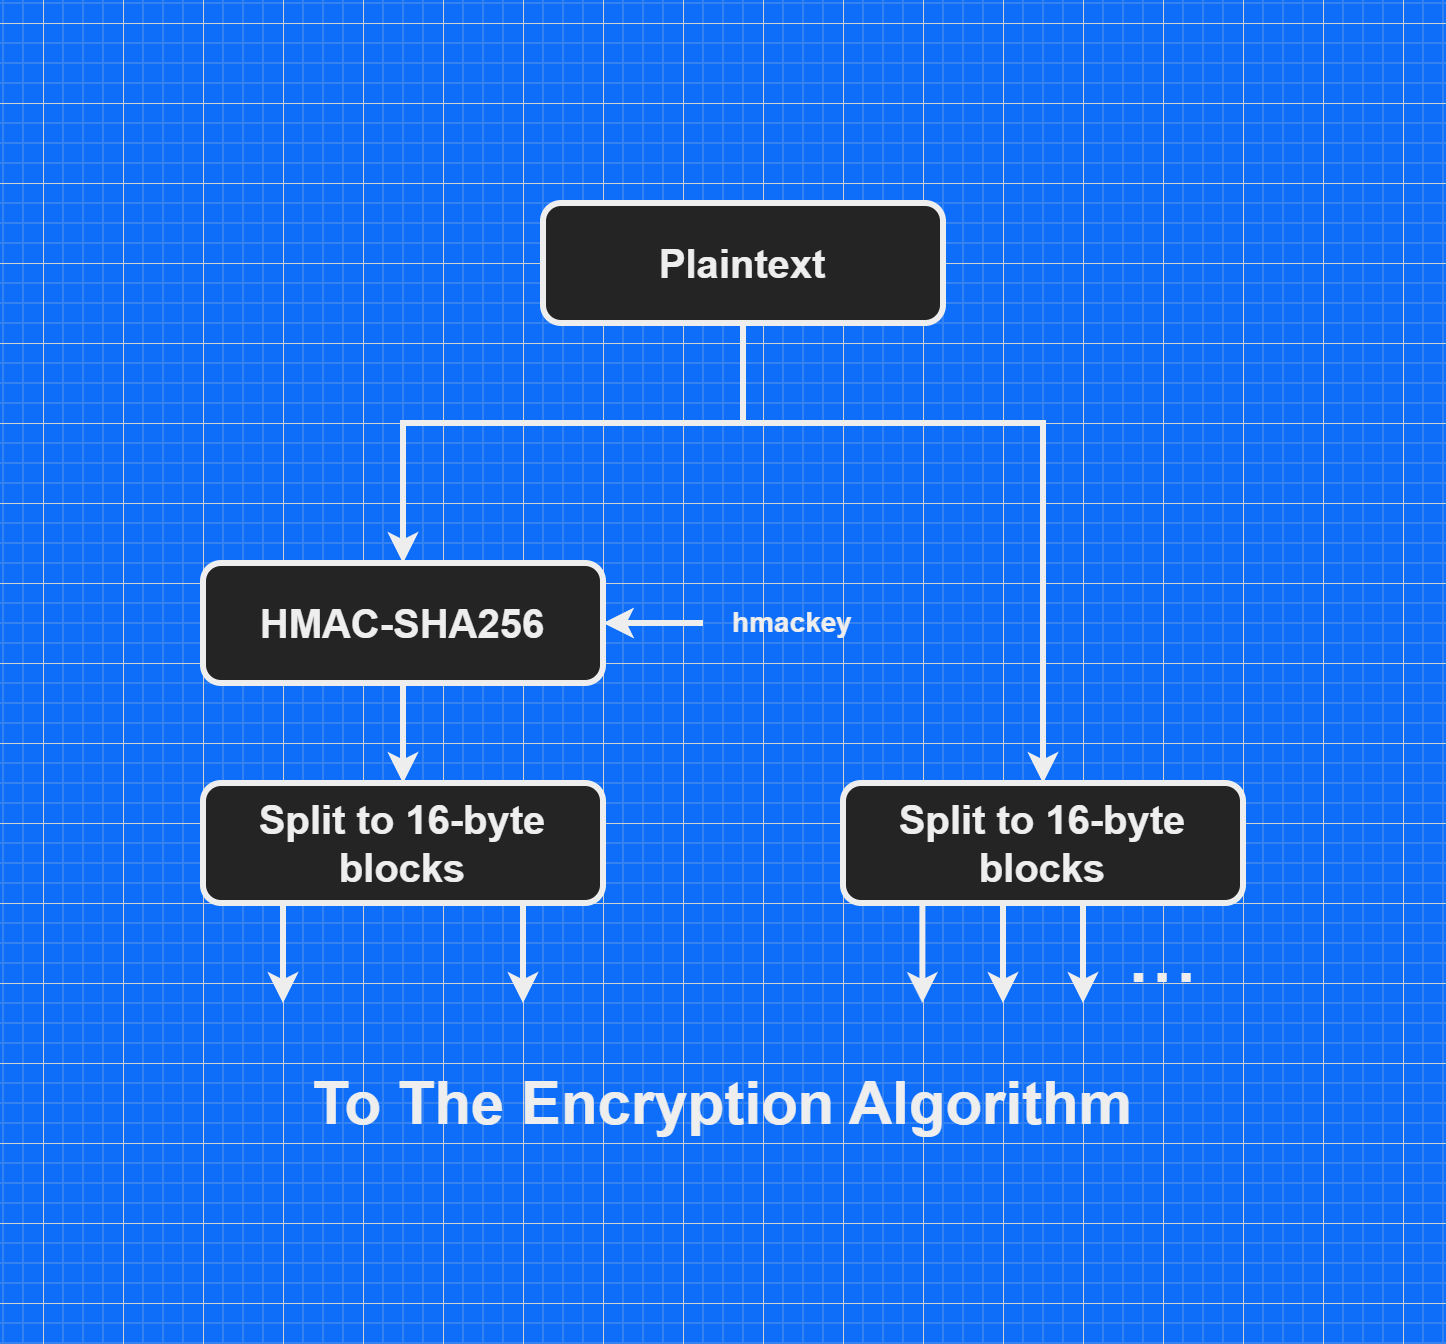 Plaintext
HMAC-SHA256
hmackey
Split to 16-byte
blocks
Split to 16-byte
blocks
...
To The Encryption Algorithm